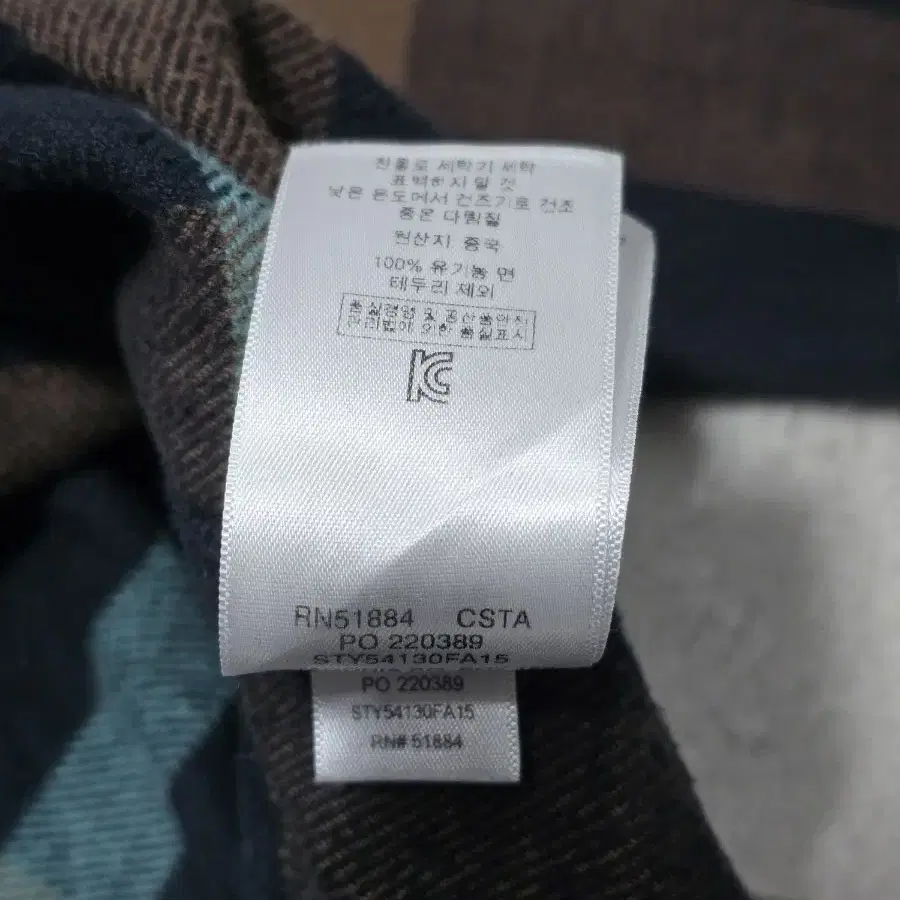 찬물로 세탁기 세탁
표백하지 말 것
낮은 온도에서 건조기로 건조
중온 다림질
원산지 중국
100% 유기농 면
테두리 제외
품질경영 및 공산품안전
관리법에 의한 품질표시
KC
RN51884 CSTA
PO 220389
STY54130FA15
PO 220389
STY54130FA15
RN# 51884